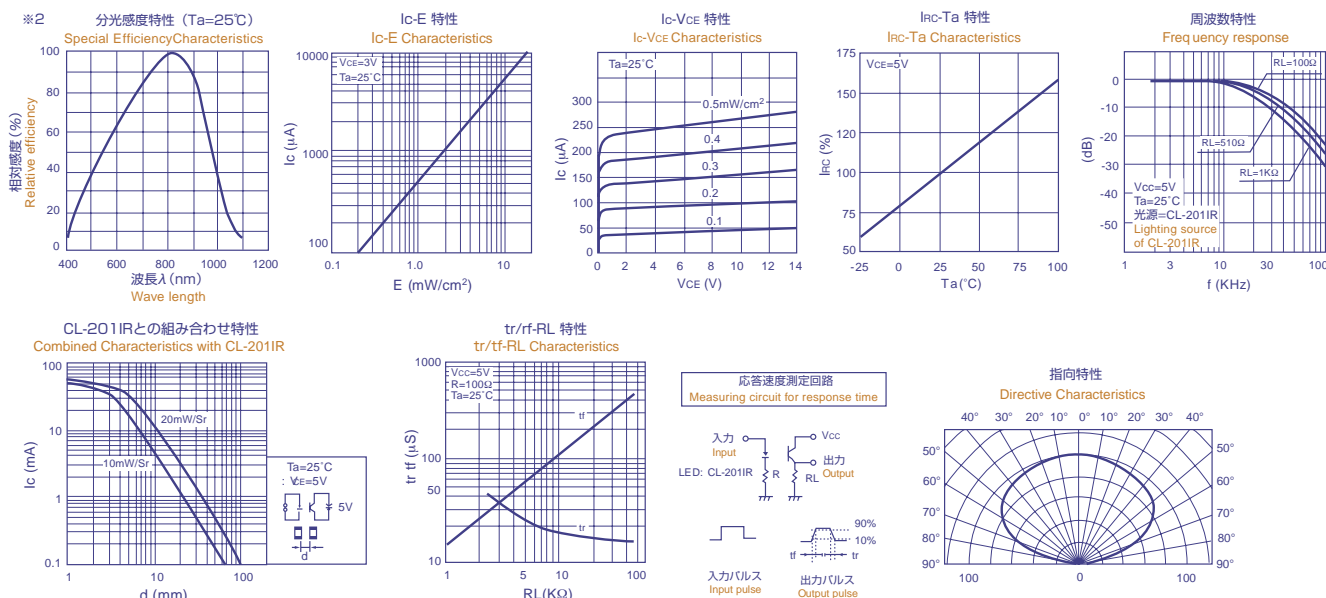 ※2
分光感度特性（Ta=25℃）
Special EfficiencyCharacteristics
100
80
60
40
20
0
相対感度(%)
Relative efficiency
400
600
800
1000
1200
波長λ(nm)
Wave length
Ic-E 特性
Ic-E Characteristics
VCE=3V
Ta=25°C
10000
1000
100
Ic (μA)
0.1
1.0
10
E (mW/cm²)
Ic-VCE 特性
Ic-VCE Characteristics
Ta=25°C
300
250
200
150
100
50
0
Ic (μA)
0.5mW/cm²
0.4
0.3
0.2
0.1
0
2
4
6
8
10
12
14
VCE (V)
IRC-Ta 特性
IRC-Ta Characteristics
VCE=5V
175
150
125
100
75
50
IRC (%)
-25
0
25
50
75
100
Ta(°C)
周波数特性
Frequency response
RL=100Ω
RL=510Ω
RL=1KΩ
0
-10
-20
-30
-40
-50
(dB)
Vcc=5V
Ta=25°C
光源=CL-201IR
Lighting source
of CL-201IR
1
3
10
30
100
f (KHz)
CL-201IRとの組み合わせ特性
Combined Characteristics with CL-201IR
100
10
1
0.1
Ic (mA)
20mW/Sr
10mW/Sr
1
10
100
d (mm)
Ta=25°C
5V
d
tr/rf-RL 特性
tr/tf-RL Characteristics
Vcc=5V
R=100Ω
Ta=25°C
1000
100
50
10
tr tf (μS)
tf
tr
1
5
10
100
RL(KΩ)
応答速度測定回路
Measuring circuit for response time
入力
Input
Vcc
出力
Output
LED: CL-201IR
R
RL
90%
10%
tf
tr
入力パルス
Input pulse
出力パルス
Output pulse
指向特性
Directive Characteristics
40° 30° 20° 10° 0° 10° 20° 30° 40°
50°
50°
60°
60°
70°
70°
80°
80°
90°
90°
100
0
100